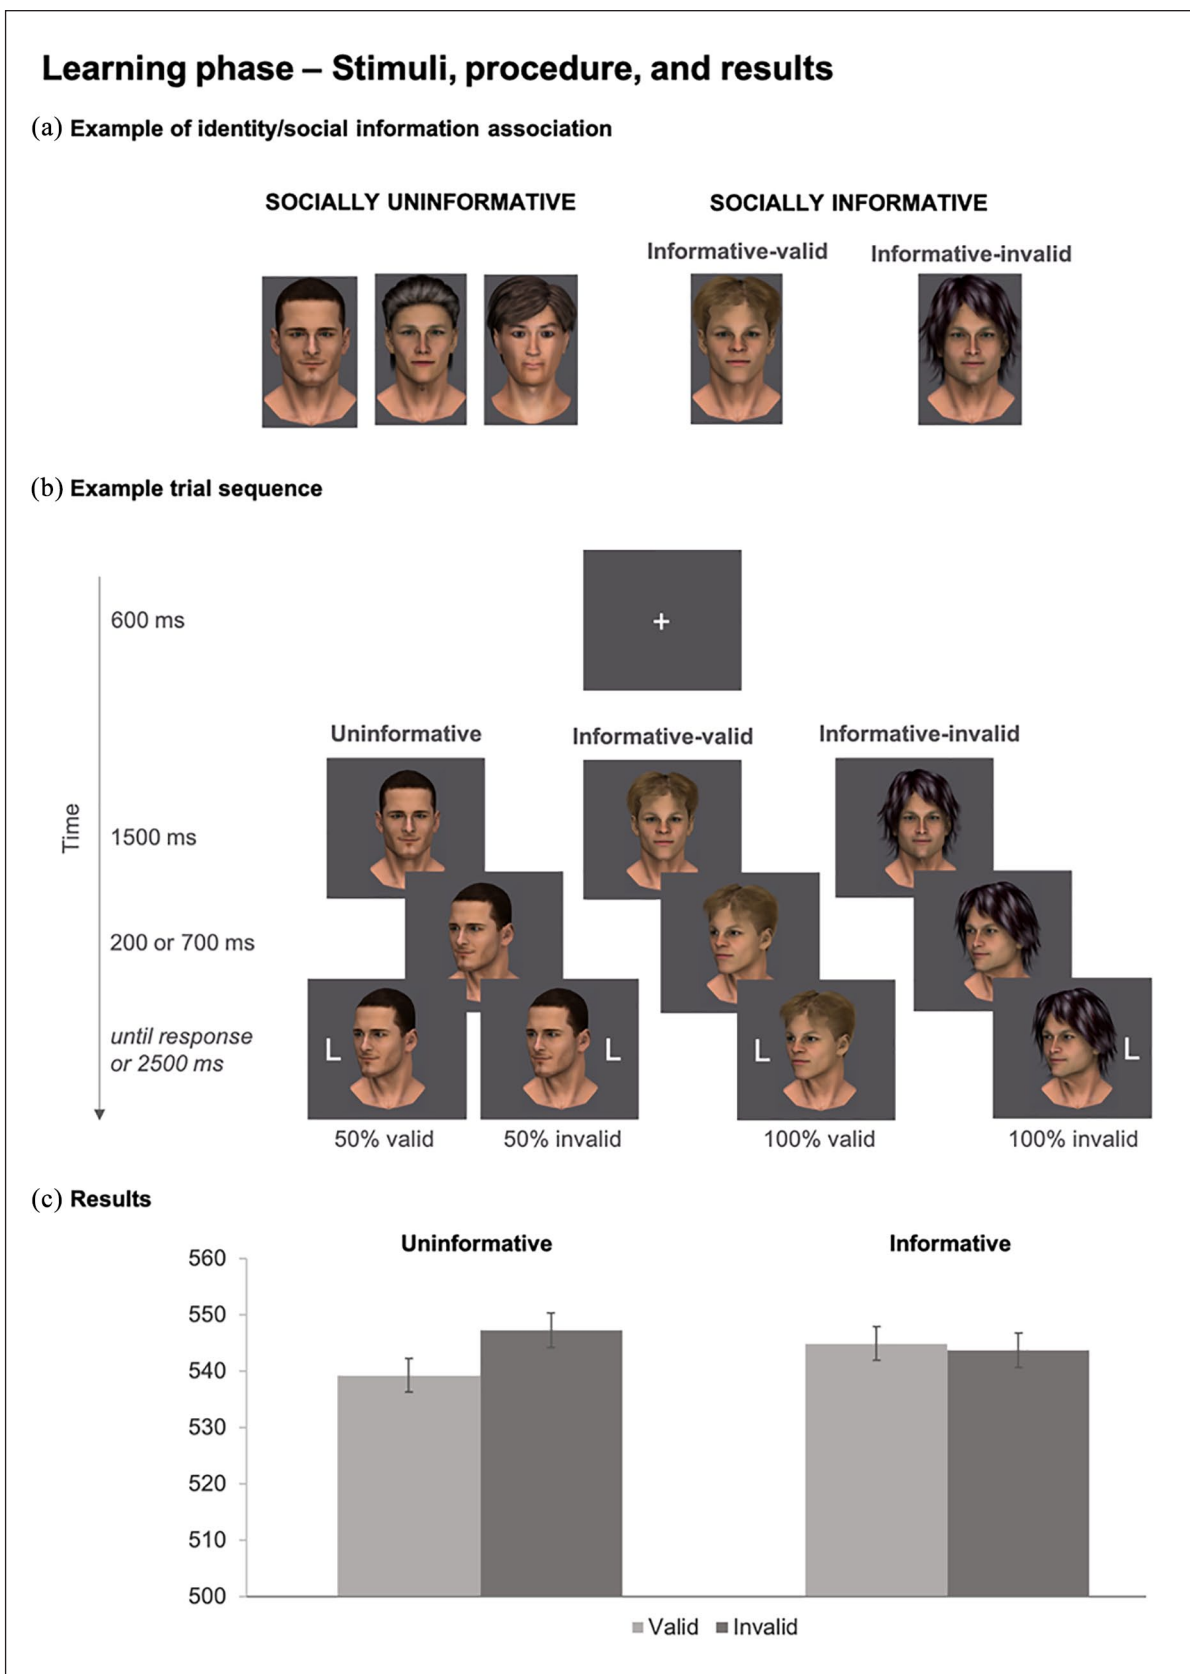 Learning phase – Stimuli, procedure, and results
(a) Example of identity/social information association
SOCIALLY UNINFORMATIVE
SOCIALLY INFORMATIVE
Informative-valid
Informative-invalid
(b) Example trial sequence
600 ms
+
Uninformative
Informative-valid
Informative-invalid
Time
1500 ms
200 or 700 ms
until response
or 2500 ms
L
L
L
L
50% valid
50% invalid
100% valid
100% invalid
(c) Results
Uninformative
Informative
560
550
540
530
520
510
500
Valid
Invalid